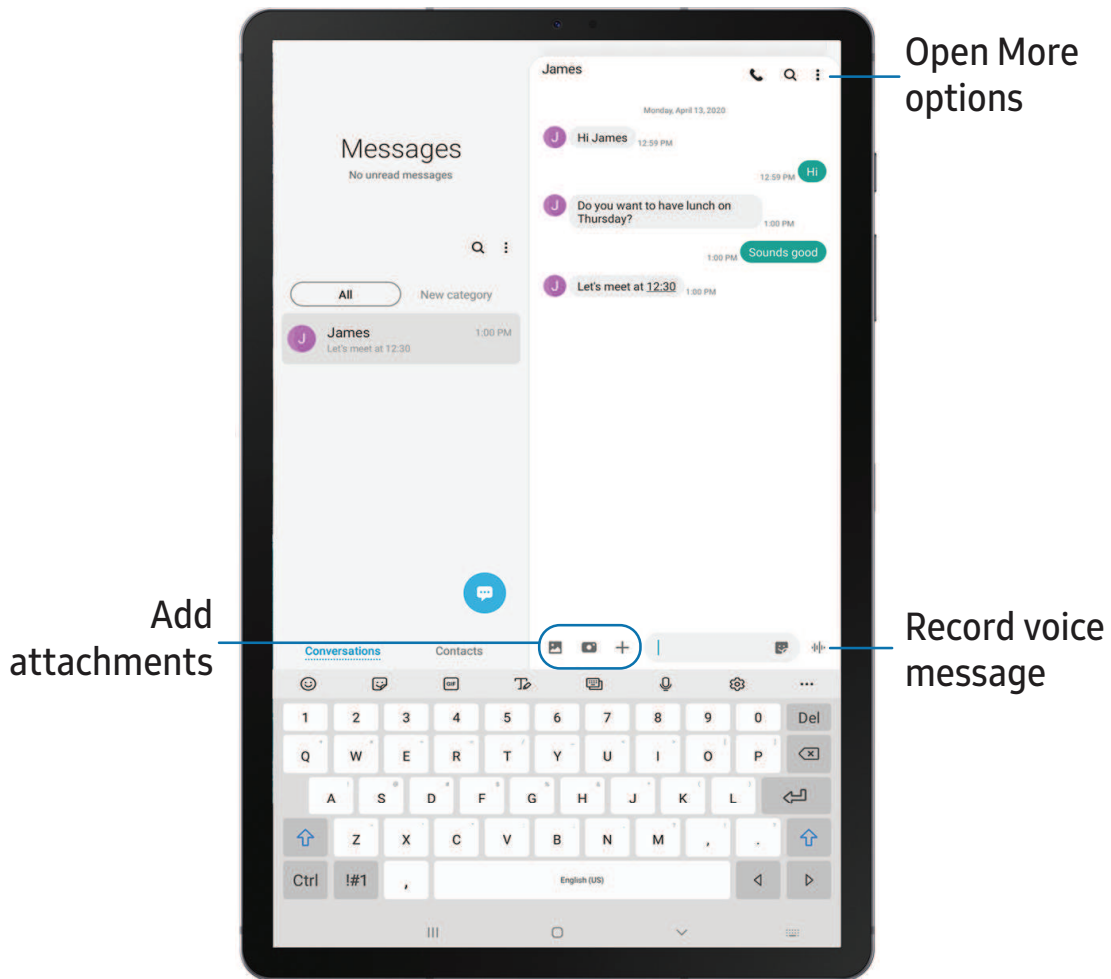 Open More
options
James
Monday, April 13, 2020
J Hi James 12:59 PM
12:59 PM Hi
J Do you want to have lunch on
Thursday? 1:00 PM
1:00 PM Sounds good
J Let's meet at 12:30 1:00 PM
Messages
No unread messages
All New category
J James 1:00 PM
Let's meet at 12:30
Add
attachments
Record voice
message
Conversations Contacts
GIF T
1 2 3 4 5 6 7 8 9 0 Del
Q W E R T Y U I O P
A S D F G H J K L
Z X C V B N M , .
Ctrl !#1 , English (US)